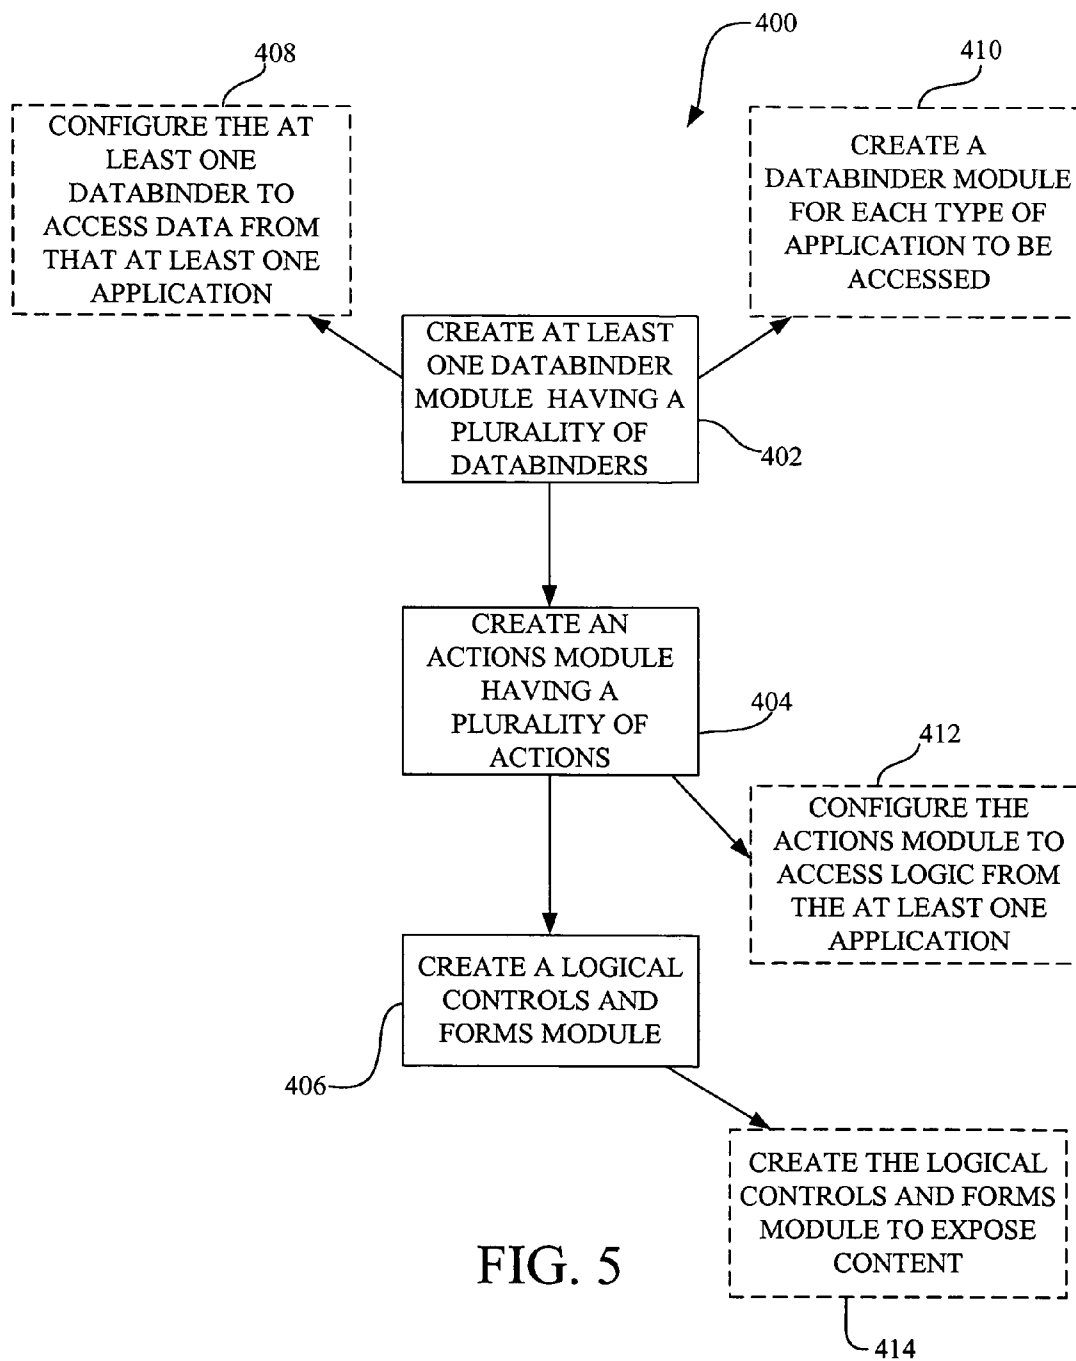 400
408
410
CONFIGURE THE AT
LEAST ONE
DATABINDER TO
ACCESS DATA FROM
THAT AT LEAST ONE
APPLICATION
CREATE A
DATABINDER MODULE
FOR EACH TYPE OF
APPLICATION TO BE
ACCESSED
CREATE AT LEAST
ONE DATABINDER
MODULE HAVING A
PLURALITY OF
DATABINDERS
402
CREATE AN
ACTIONS MODULE
HAVING A
PLURALITY OF
ACTIONS
404
412
CONFIGURE THE
ACTIONS MODULE TO
ACCESS LOGIC FROM
THE AT LEAST ONE
APPLICATION
CREATE A LOGICAL
CONTROLS AND
FORMS MODULE
406
CREATE THE LOGICAL
CONTROLS AND FORMS
MODULE TO EXPOSE
CONTENT
414
FIG. 5